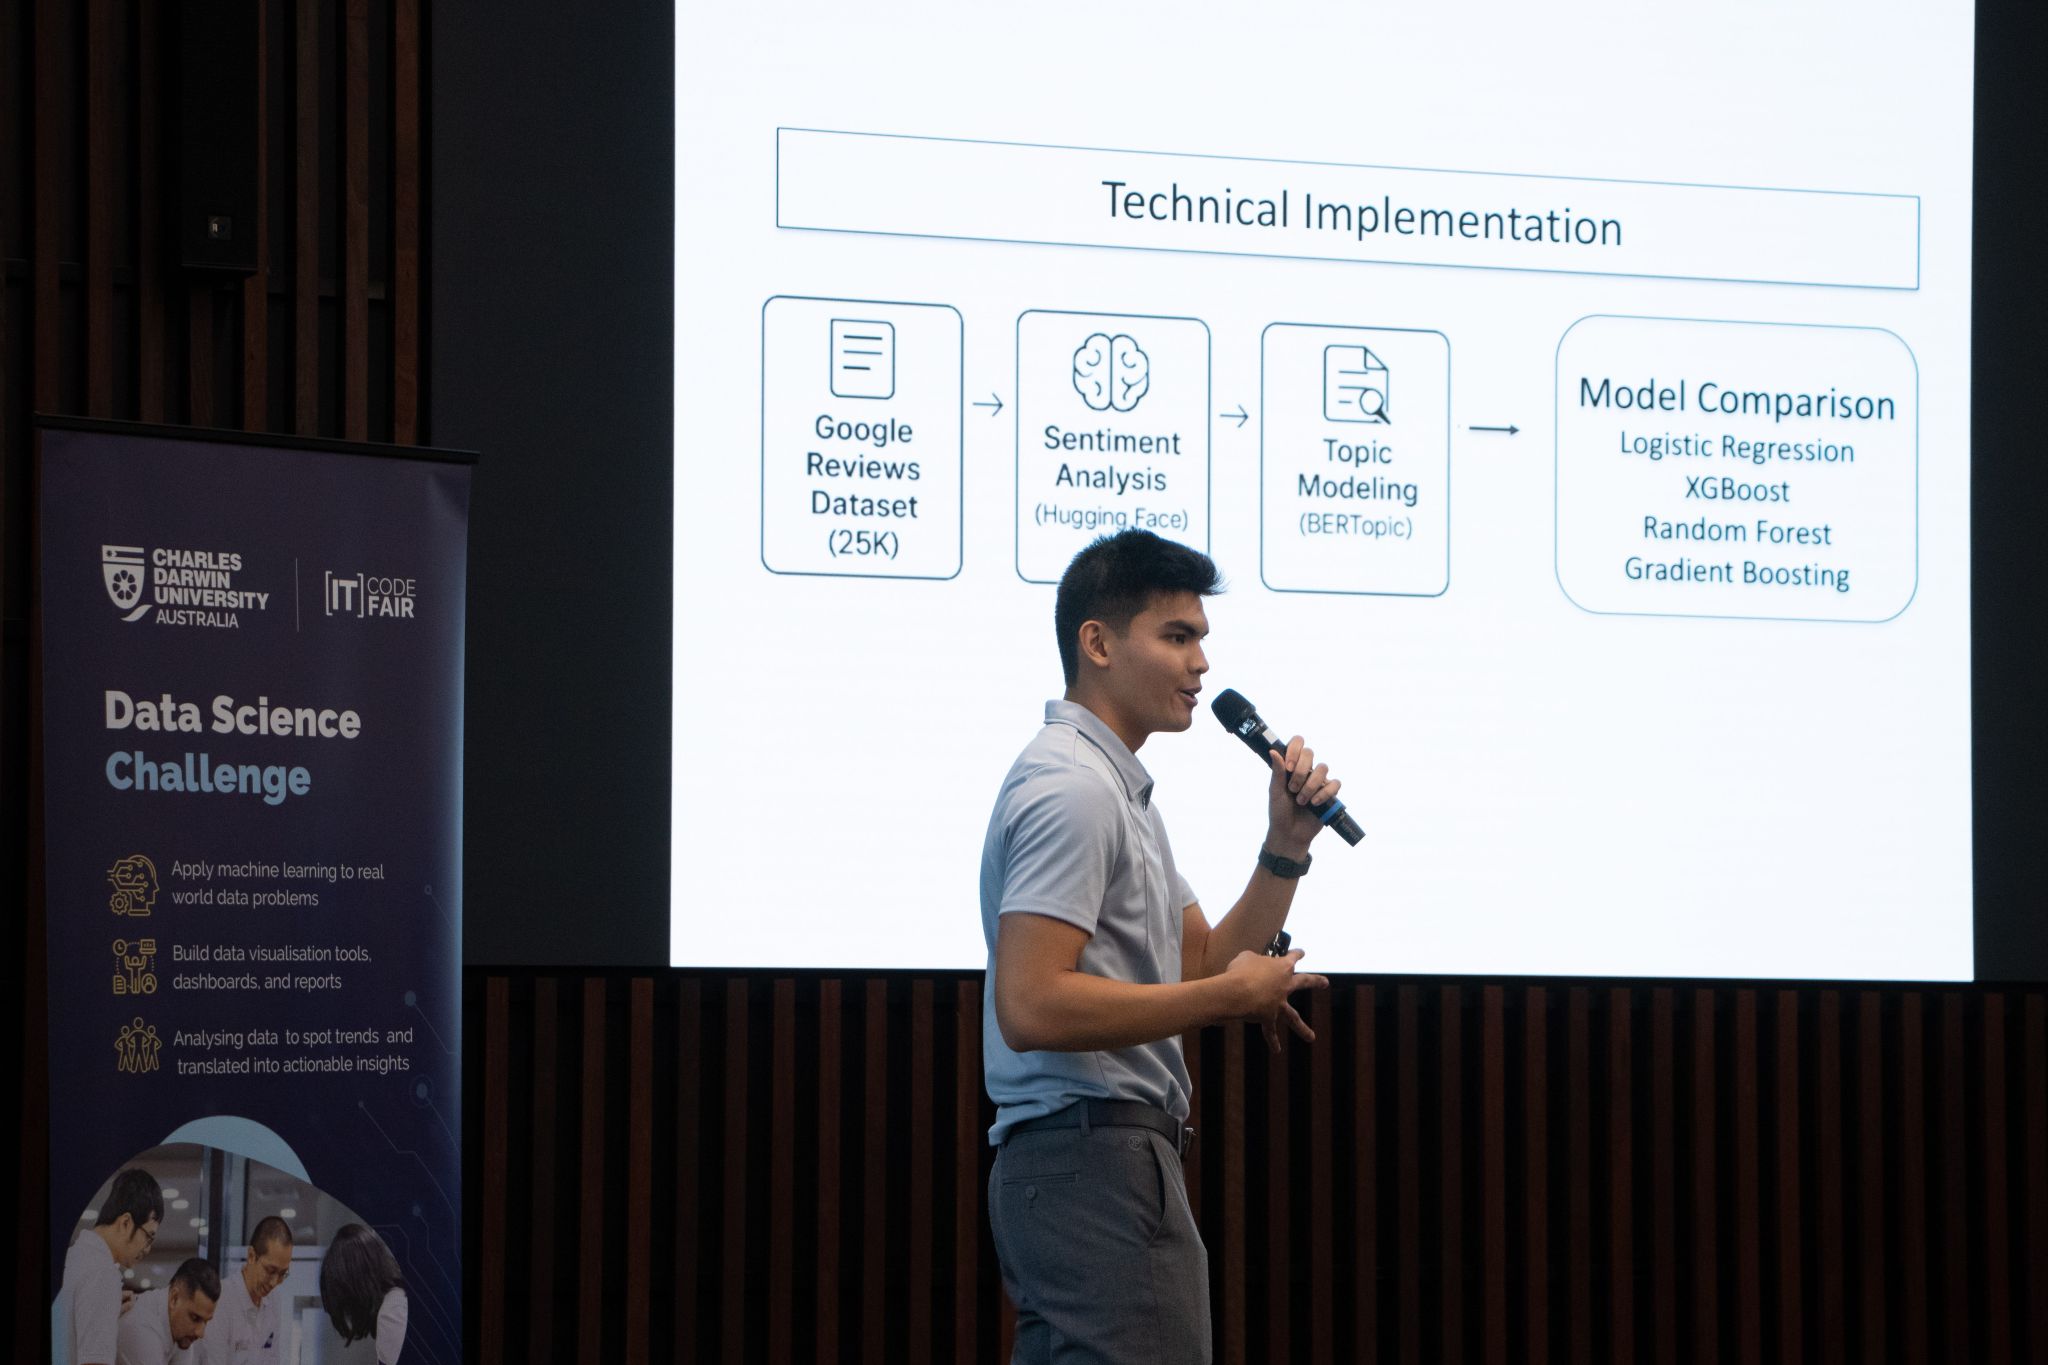 Technical Implementation
Google
Reviews
Dataset
(25K)
Sentiment
Analysis
(Hugging Face)
Topic
Modeling
(BERTopic)
Model Comparison
Logistic Regression
XGBoost
Random Forest
Gradient Boosting
CHARLES
DARWIN
UNIVERSITY
AUSTRALIA
[IT] CODE
FAIR
Data Science
Challenge
Apply machine learning to real
world data problems
Build data visualisation tools,
dashboards, and reports
Analysing data to spot trends and
translated into actionable insights